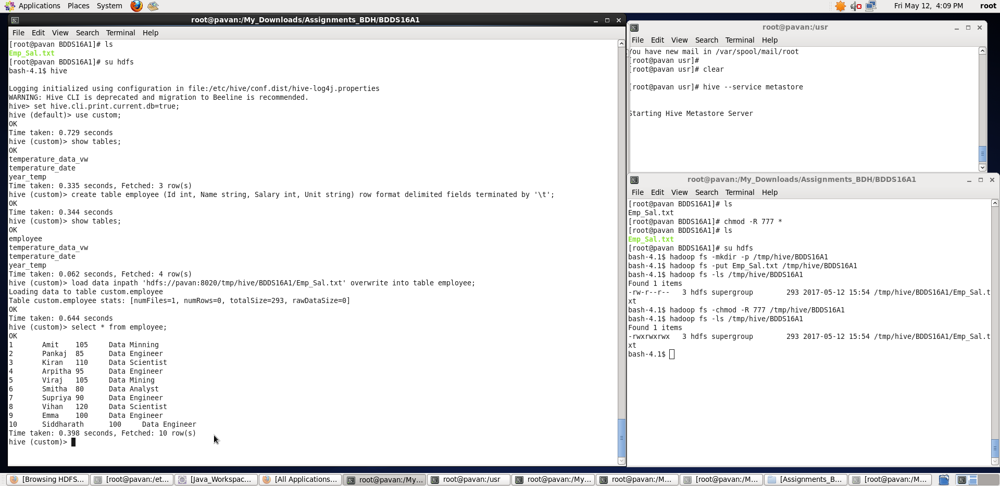 Applications Places System Fri May 12, 4:09 PM root
root@pavan:/My_Downloads/Assignments_BDH/BDDS16A1
File Edit View Search Terminal Help
[root@pavan BDDS16A1]# ls
Emp_Sal.txt
[root@pavan BDDS16A1]# su hdfs
bash-4.1$ hive
Logging initialized using configuration in file:/etc/hive/conf.dist/hive-log4j.properties
WARNING: Hive CLI is deprecated and migration to Beeline is recommended.
hive> set hive.cli.print.current.db=true;
hive (default)> use custom;
OK
Time taken: 0.729 seconds
hive (custom)> show tables;
OK
temperature_data_vw
temperature_date
year_temp
Time taken: 0.335 seconds, Fetched: 3 row(s)
hive (custom)> create table employee (Id int, Name string, Salary int, Unit string) row format delimited fields terminated by '\t';
OK
Time taken: 0.344 seconds
hive (custom)> show tables;
OK
employee
temperature_data_vw
temperature_date
year_temp
Time taken: 0.062 seconds, Fetched: 4 row(s)
hive (custom)> load data inpath 'hdfs://pavan:8020/tmp/hive/BDDS16A1/Emp_Sal.txt' overwrite into table employee;
Loading data to table custom.employee
Table custom.employee stats: [numFiles=1, numRows=0, totalSize=293, rawDataSize=0]
OK
Time taken: 0.644 seconds
hive (custom)> select * from employee;
OK
1 Amit 105 Data Minning
2 Pankaj 85 Data Engineer
3 Kiran 110 Data Scientist
4 Arpitha 95 Data Engineer
5 Viraj 105 Data Mining
6 Smitha 80 Data Analyst
7 Supriya 90 Data Engineer
8 Vihan 120 Data Scientist
9 Emma 100 Data Engineer
10 Siddharath 100 Data Engineer
Time taken: 0.398 seconds, Fetched: 10 row(s)
hive (custom)>
root@pavan:/usr
File Edit View Search Terminal Help
You have new mail in /var/spool/mail/root
[root@pavan usr]#
[root@pavan usr]# clear
[root@pavan usr]# hive --service metastore
Starting Hive Metastore Server
root@pavan:/My_Downloads/Assignments_BDH/BDDS16A1
File Edit View Search Terminal Help
[root@pavan BDDS16A1]# ls
Emp_Sal.txt
[root@pavan BDDS16A1]# chmod -R 777 *
[root@pavan BDDS16A1]# ls
Emp_Sal.txt
[root@pavan BDDS16A1]# su hdfs
bash-4.1$ hadoop fs -mkdir -p /tmp/hive/BDDS16A1
bash-4.1$ hadoop fs -put Emp_Sal.txt /tmp/hive/BDDS16A1
bash-4.1$ hadoop fs -ls /tmp/hive/BDDS16A1
Found 1 items
-rw-r--r-- 3 hdfs supergroup 293 2017-05-12 15:54 /tmp/hive/BDDS16A1/Emp_Sal.t
xt
bash-4.1$ hadoop fs -chmod -R 777 /tmp/hive/BDDS16A1
bash-4.1$ hadoop fs -ls /tmp/hive/BDDS16A1
Found 1 items
-rwxrwxrwx 3 hdfs supergroup 293 2017-05-12 15:54 /tmp/hive/BDDS16A1/Emp_Sal.t
xt
bash-4.1$
[Browsing HDFS... [root@pavan:/et... [Java_Workspac... [All Applications... root@pavan:/My... root@pavan:/usr root@pavan:/My... root@pavan:/M... [root@pavan:/M... [Assignments_B... [root@pavan:/M...